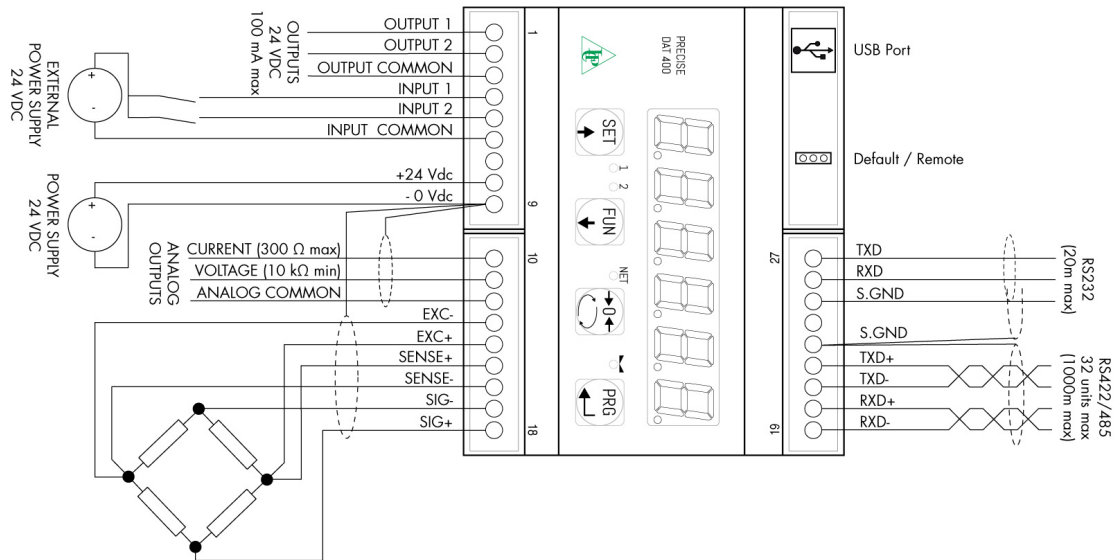 OUTPUTS
24 VDC
100 mA max
OUTPUT 1
OUTPUT 2
OUTPUT COMMON
INPUT 1
INPUT 2
INPUT COMMON
EXTERNAL
POWER SUPPLY
24 VDC
+
-
+24 Vdc
- 0 Vdc
POWER SUPPLY
24 VDC
+
-
ANALOG
OUTPUTS
CURRENT (300 Ω max)
VOLTAGE (10 kΩ min)
ANALOG COMMON
EXC-
EXC+
SENSE+
SENSE-
SIG-
SIG+
1
9
10
18
PRECISE
DAT 400
SET
1
2
FUN
NET
0
PRG
USB Port
Default / Remote
27
19
TXD
RXD
S.GND
RS232
(20m max)
S.GND
TXD+
TXD-
RXD+
RXD-
RS422/485
32 units max
(1000m max)